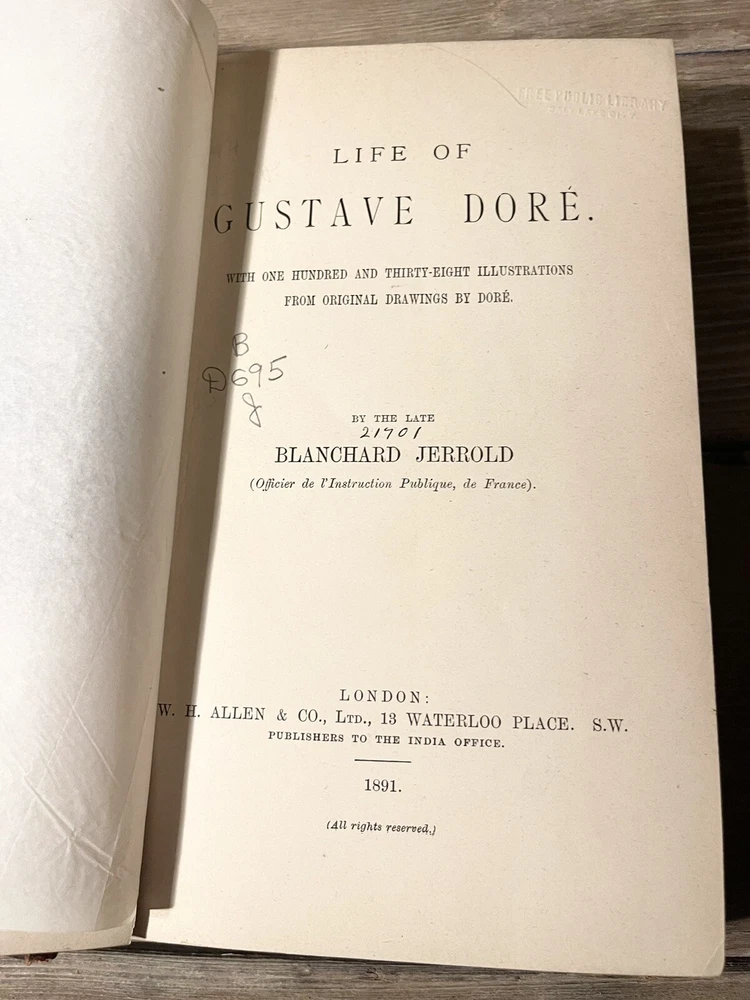 FREE PUBLIC LIBRARY
LIFE OF
GUSTAVE DORÉ.
WITH ONE HUNDRED AND THIRTY-EIGHT ILLUSTRATIONS
FROM ORIGINAL DRAWINGS BY DORÉ.
B
D695
J
BY THE LATE
21701
BLANCHARD JERROLD
(Officier de l'Instruction Publique, de France).
LONDON:
W. H. ALLEN & CO., LTD., 13 WATERLOO PLACE. S.W.
PUBLISHERS TO THE INDIA OFFICE.
1891.
(All rights reserved.)